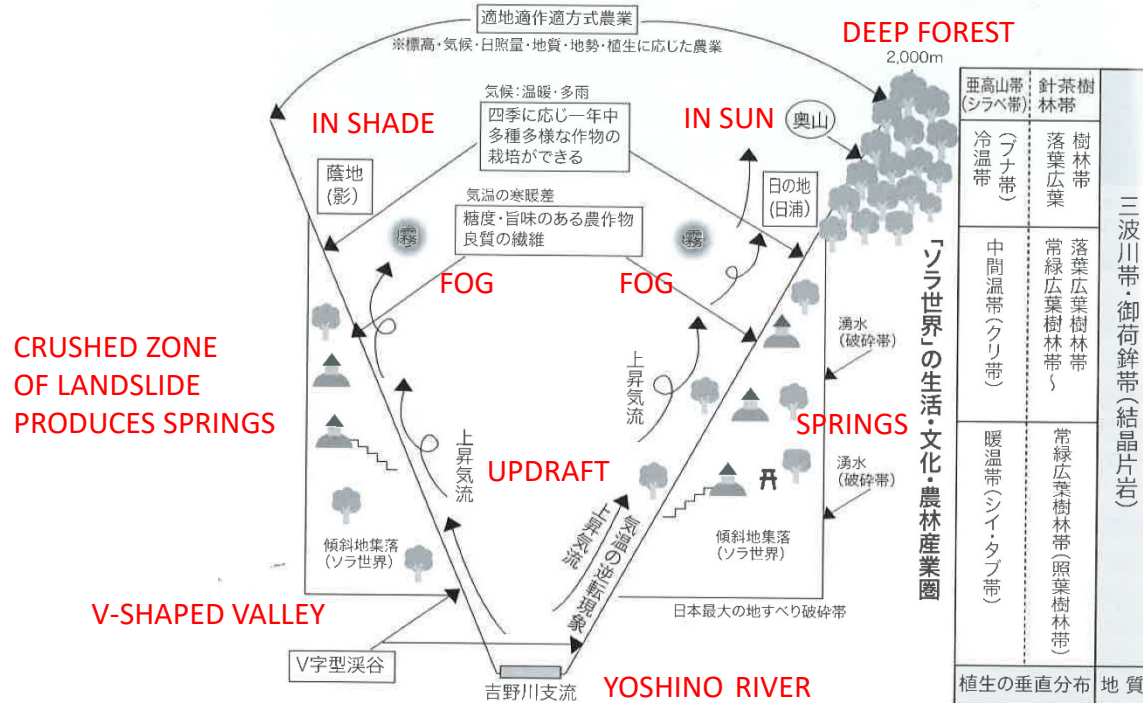 適地適作適方式農業
※標高・気候・日照量・地質・地勢・植生に応じた農業
DEEP FOREST
2,000m
気候:温暖・多雨
四季に応じ一年中
多種多様な作物の
栽培ができる
IN SHADE
IN SUN
奥山
蔭地
(影)
日の地
(日浦)
気温の寒暖差
糖度・旨味のある農作物
良質の繊維
霧
霧
FOG
FOG
CRUSHED ZONE
OF LANDSLIDE
PRODUCES SPRINGS
上昇気流
上昇気流
湧水
(破砕帯)
SPRINGS
UPDRAFT
湧水
(破砕帯)
上昇気流
気温の逆転現象
傾斜地集落
(ソラ世界)
傾斜地集落
(ソラ世界)
V-SHAPED VALLEY
日本最大の地すべり破砕帯
V字型渓谷
吉野川支流
YOSHINO RIVER
「ソラ世界」の生活・文化・農林産業圏
亜高山帯
(シラベ帯)
針茶樹
林帯
冷温帯
(ブナ帯)
落葉広葉
樹林帯
中間温帯(クリ帯)
常緑広葉樹林帯〜
落葉広葉樹林帯
暖温帯(シイ・タブ帯)
常緑広葉樹林帯(照葉樹林帯)
三波川帯・御荷鉾帯(結晶片岩)
植生の垂直分布
地質